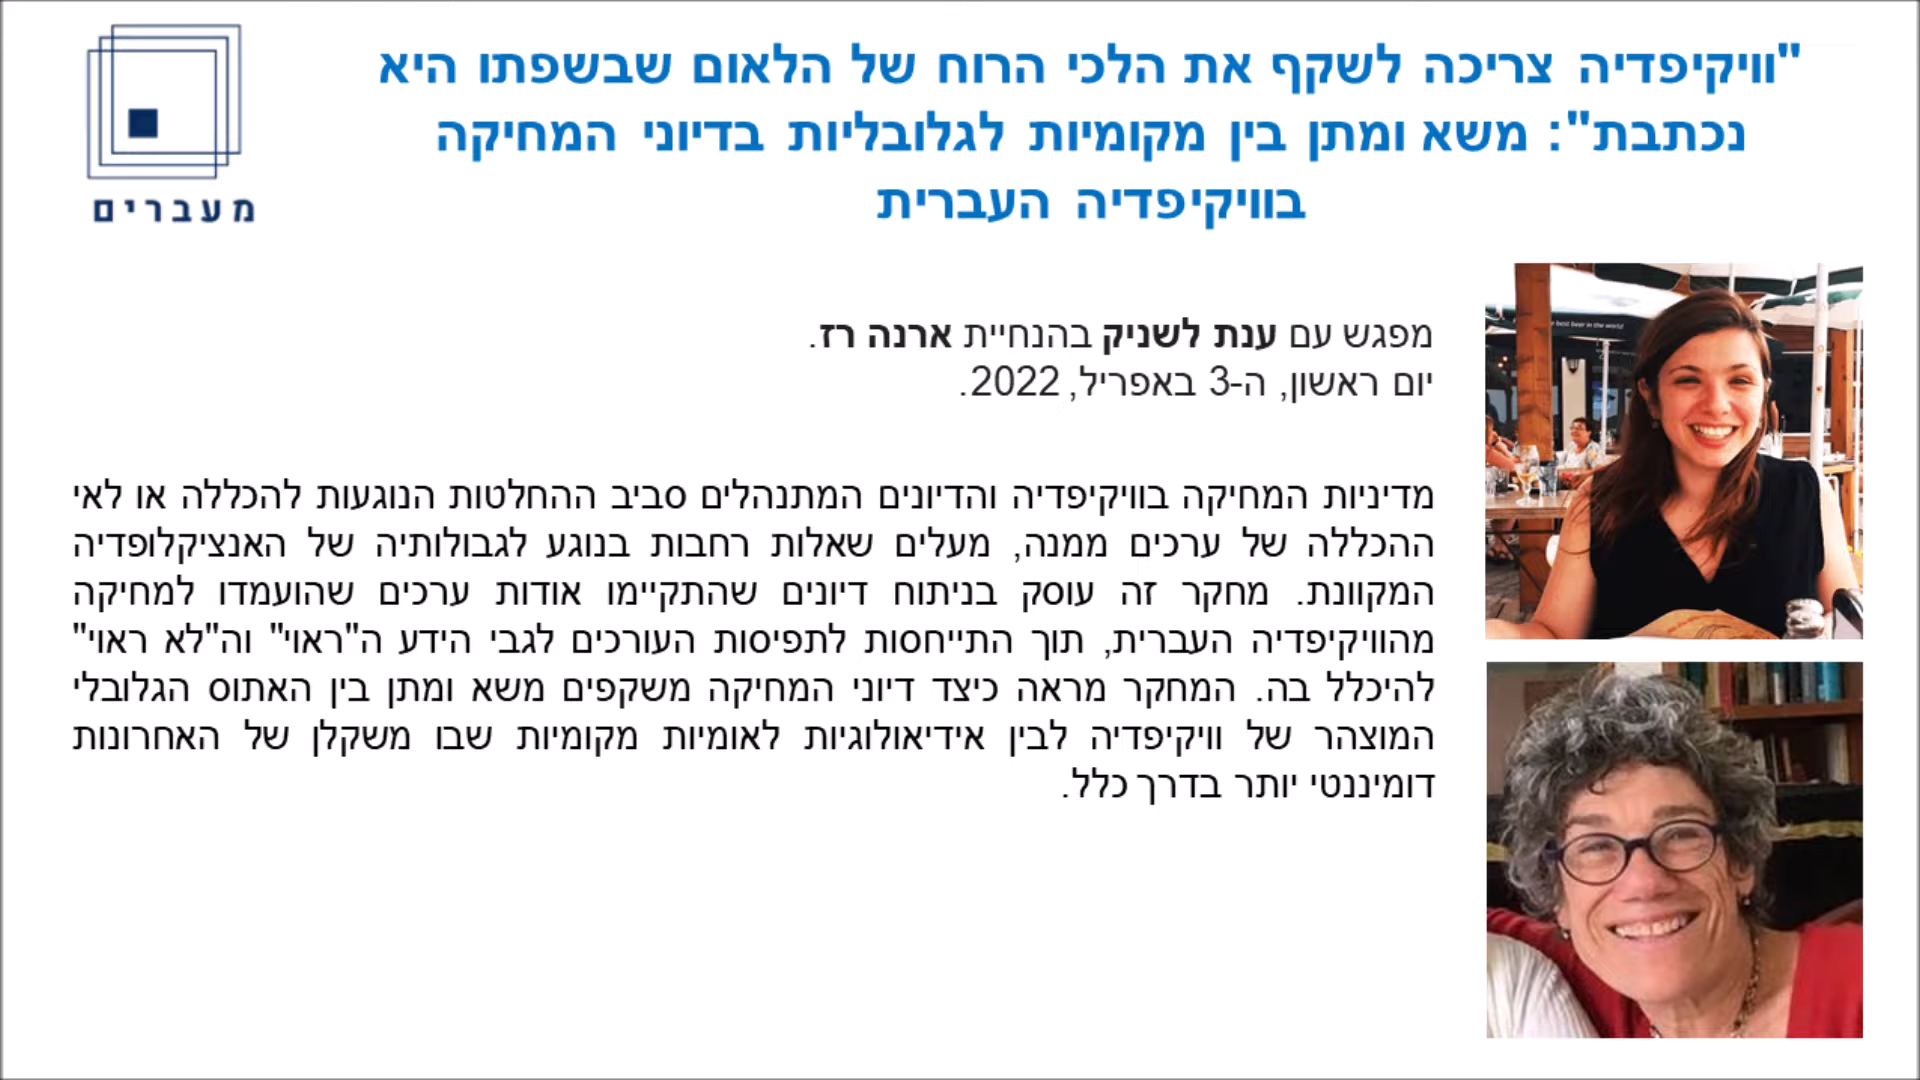 "וויקיפדיה צריכה לשקף את הלכי הרוח של הלאום שבשפתו היא
נכתבת": משא ומתן בין מקומיות לגלובליות בדיוני המחיקה
בוויקיפדיה העברית
מעברים
מפגש עם ענת לשניק בהנחיית ארנה רז.
יום ראשון, ה-3 באפריל, 2022.
מדיניות המחיקה בוויקיפדיה והדיונים המתנהלים סביב ההחלטות הנוגעות להכללה או לאי
ההכללה של ערכים ממנה, מעלים שאלות רחבות בנוגע לגבולותיה של האנציקלופדיה
המקוונת. מחקר זה עוסק בניתוח דיונים שהתקיימו אודות ערכים שהועמדו למחיקה
מהוויקיפדיה העברית, תוך התייחסות לתפיסות העורכים לגבי הידע ה"ראוי" וה"לא ראוי"
להיכלל בה. המחקר מראה כיצד דיוני המחיקה משקפים משא ומתן בין האתוס הגלובלי
המוצהר של וויקיפדיה לבין אידיאולוגיות לאומיות מקומיות שבו משקלן של האחרונות
דומיננטי יותר בדרך כלל.
best beer in the world